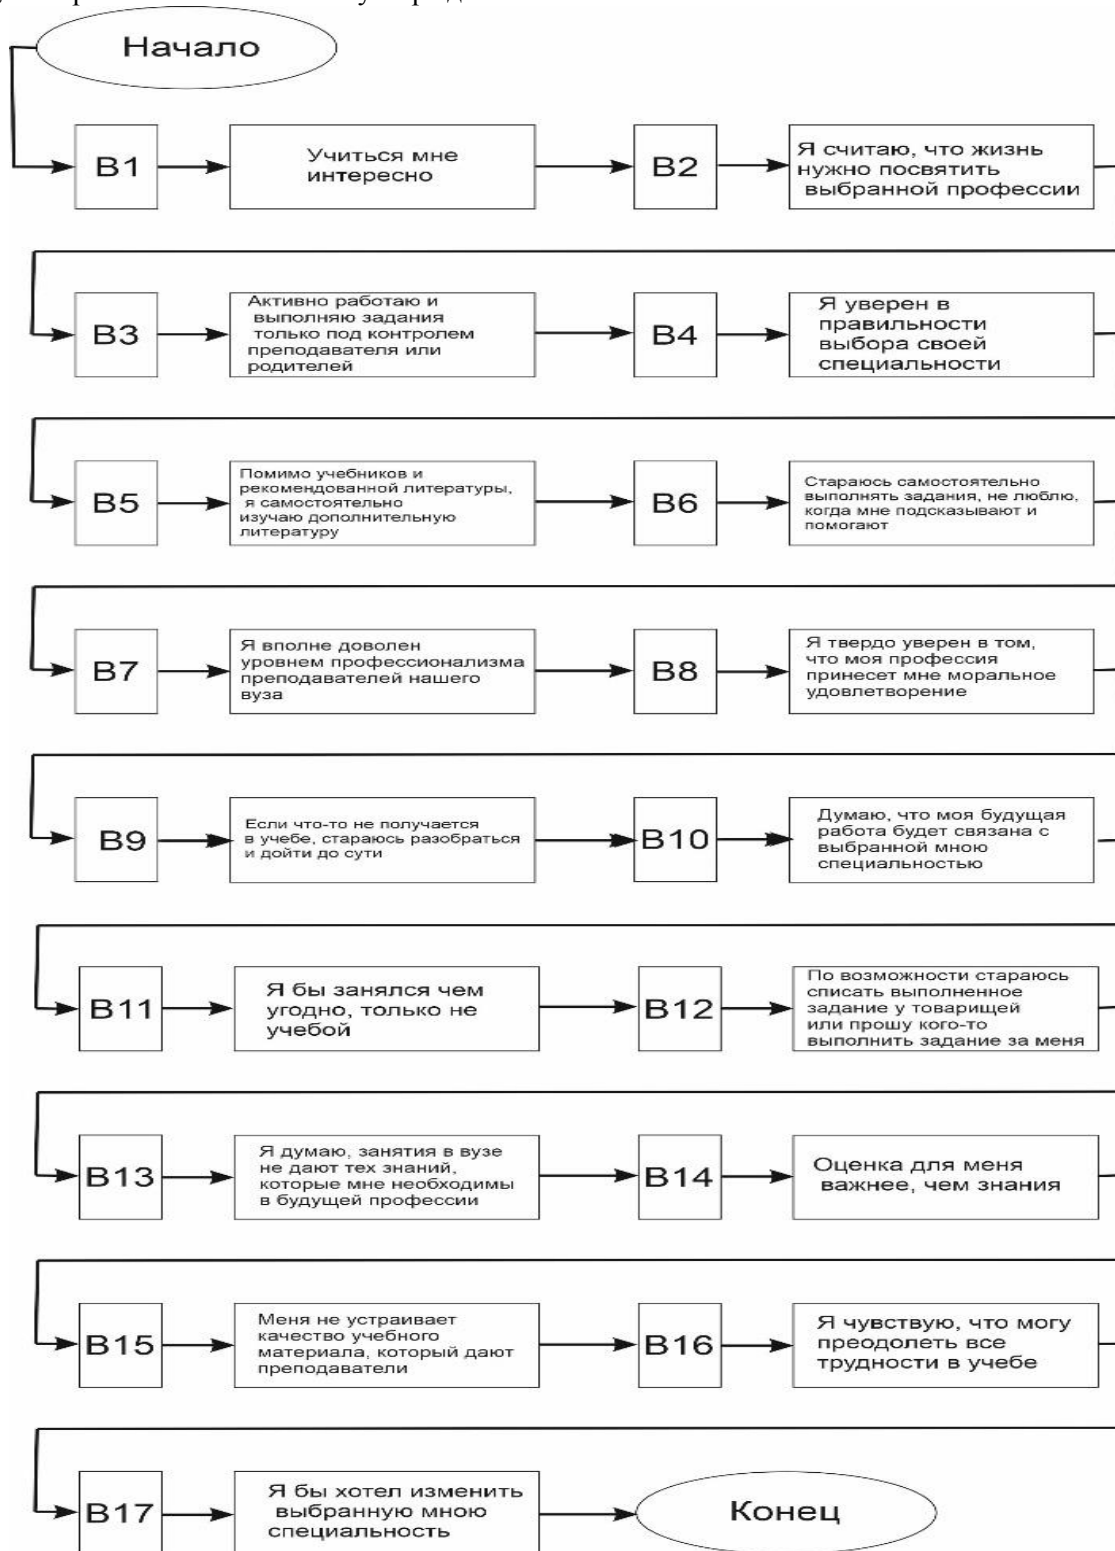 Начало
B1
Учиться мне
интересно
B2
Я считаю, что жизнь
нужно посвятить
выбранной профессии
B3
Активно работаю и
выполняю задания
только под контролем
преподавателя или
родителей
B4
Я уверен в
правильности
выбора своей
специальности
B5
Помимо учебников и
рекомендованной литературы,
я самостоятельно
изучаю дополнительную
литературу
B6
Стараюсь самостоятельно
выполнять задания, не люблю,
когда мне подсказывают и
помогают
B7
Я вполне доволен
уровнем профессионализма
преподавателей нашего
вуза
B8
Я твердо уверен в том,
что моя профессия
принесет мне моральное
удовлетворение
B9
Если что-то не получается
в учебе, стараюсь разобраться
и дойти до сути
B10
Думаю, что моя будущая
работа будет связана с
выбранной мною
специальностью
B11
Я бы занялся чем
угодно, только не
учебой
B12
По возможности стараюсь
списать выполненное
задание у товарищей
или прошу кого-то
выполнить задание за меня
B13
Я думаю, занятия в вузе
не дают тех знаний,
которые мне необходимы
в будущей профессии
B14
Оценка для меня
важнее, чем знания
B15
Меня не устраивает
качество учебного
материала, который дают
преподаватели
B16
Я чувствую, что могу
преодолеть все
трудности в учебе
B17
Я бы хотел изменить
выбранную мною
специальность
Конец